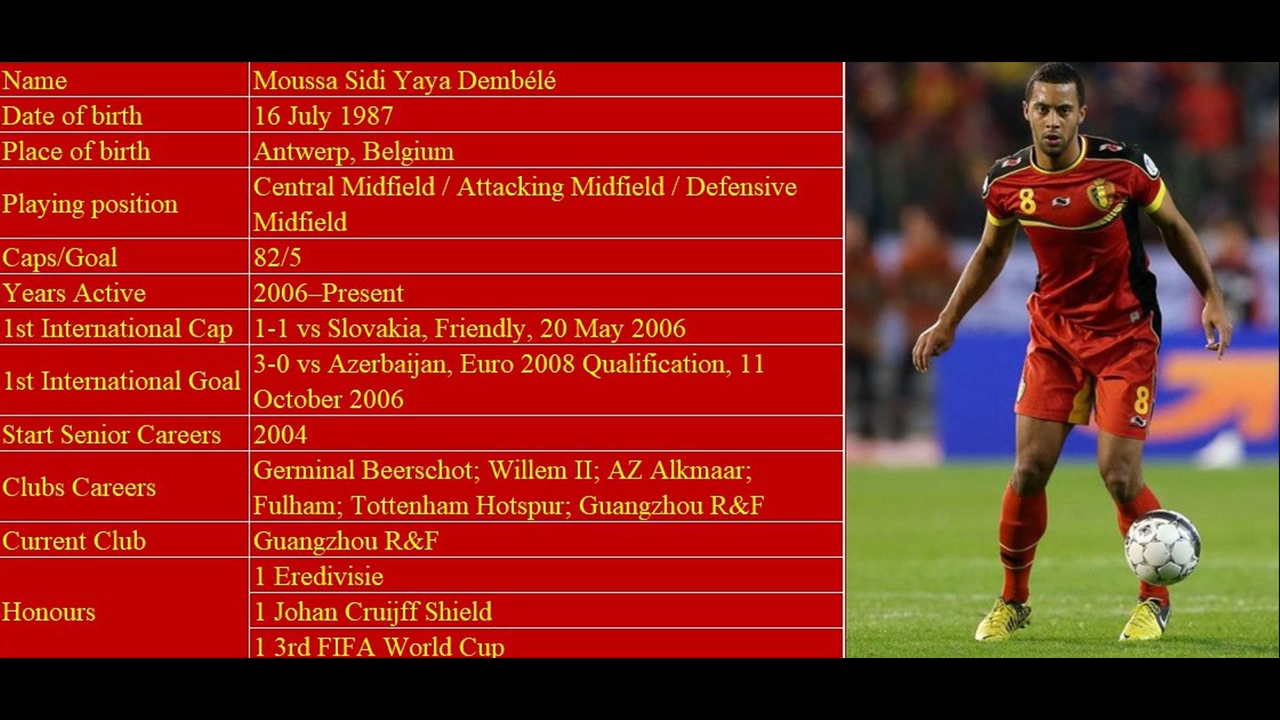 Name
Moussa Sidi Yaya Dembélé
Date of birth
16 July 1987
Place of birth
Antwerp, Belgium
Playing position
Central Midfield / Attacking Midfield / Defensive
Midfield
Caps/Goal
82/5
Years Active
2006–Present
1st International Cap
1-1 vs Slovakia, Friendly, 20 May 2006
1st International Goal
3-0 vs Azerbaijan, Euro 2008 Qualification, 11
October 2006
Start Senior Careers
2004
Clubs Careers
Germinal Beerschot; Willem II; AZ Alkmaar;
Fulham; Tottenham Hotspur; Guangzhou R&F
Current Club
Guangzhou R&F
Honours
1 Eredivisie
1 Johan Cruijff Shield
1 3rd FIFA World Cup
8
8